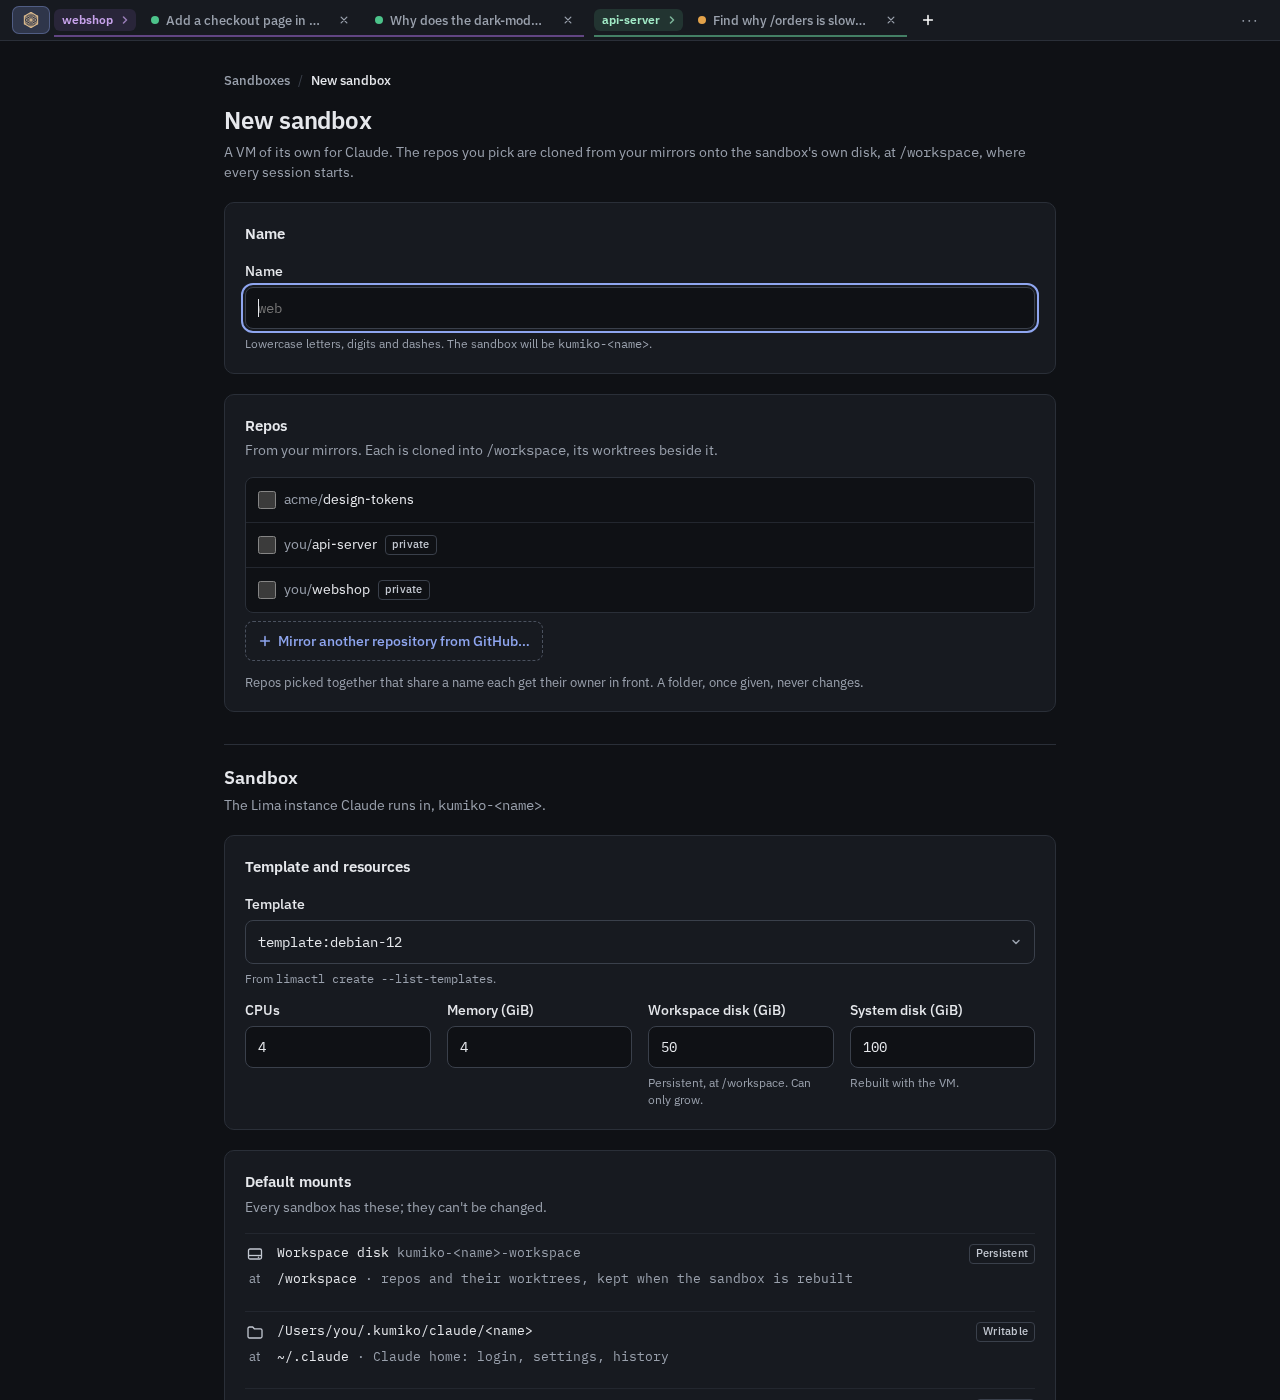 webshop
Add a checkout page in ...
Why does the dark-mod...
api-server
Find why /orders is slow...
Sandboxes / New sandbox
New sandbox
A VM of its own for Claude. The repos you pick are cloned from your mirrors onto the sandbox's own disk, at /workspace, where
every session starts.
Name
Name
web
Lowercase letters, digits and dashes. The sandbox will be kumiko-<name>.
Repos
From your mirrors. Each is cloned into /workspace, its worktrees beside it.
acme/design-tokens
you/api-server private
you/webshop private
+ Mirror another repository from GitHub...
Repos picked together that share a name each get their owner in front. A folder, once given, never changes.
Sandbox
The Lima instance Claude runs in, kumiko-<name>.
Template and resources
Template
template:debian-12
From limactl create --list-templates.
CPUs Memory (GiB) Workspace disk (GiB) System disk (GiB)
4 4 50 100
Persistent, at /workspace. Can Rebuilt with the VM.
only grow.
Default mounts
Every sandbox has these; they can't be changed.
Workspace disk kumiko-<name>-workspace Persistent
at /workspace · repos and their worktrees, kept when the sandbox is rebuilt
/Users/you/.kumiko/claude/<name> Writable
at ~/.claude · Claude home: login, settings, history